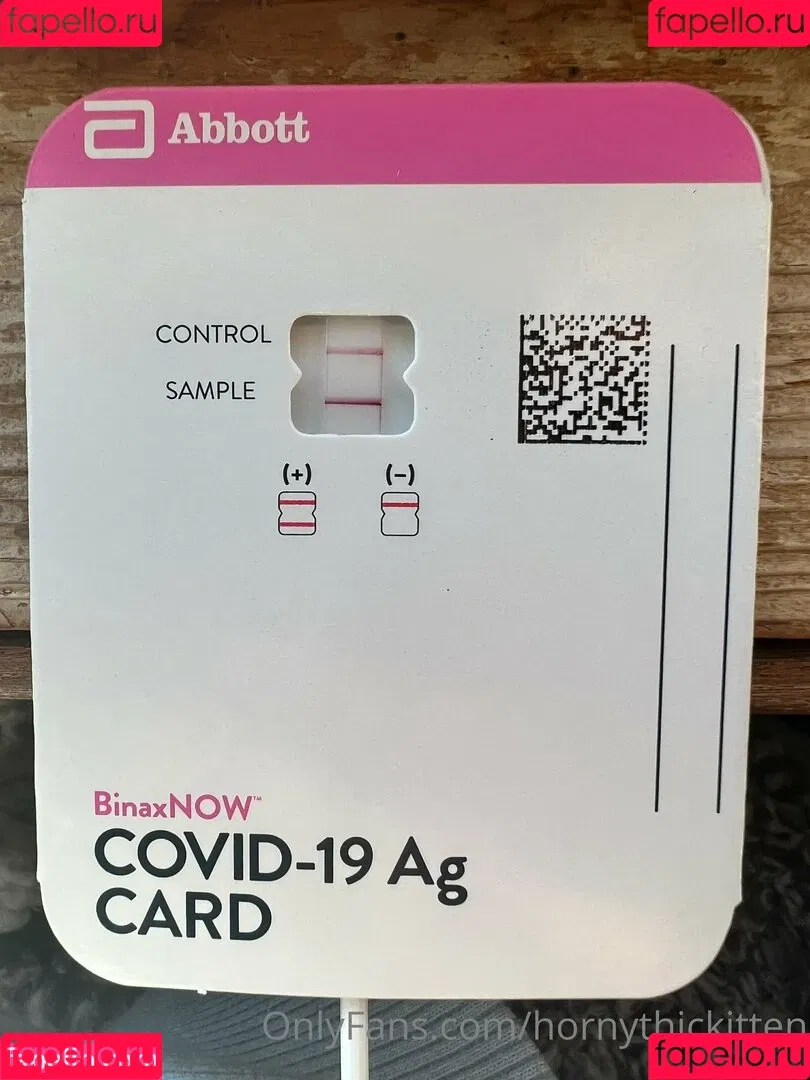 fapello.ru
fapello.ru
Abbott
CONTROL
SAMPLE
(+)
(−)
BinaxNOW™
COVID-19 Ag
CARD
OnlyFans.com/hornythickitten
fapello.ru
fapello.ru